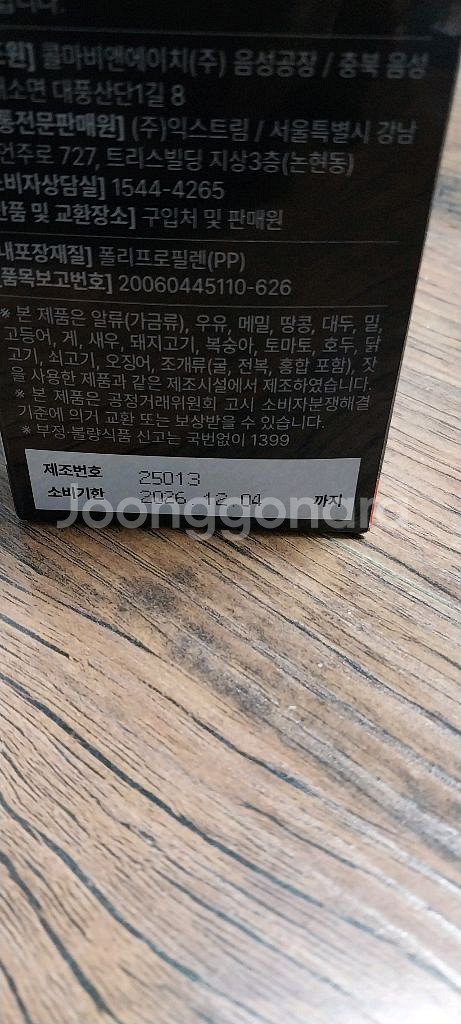 니다.
원] 콜마비앤에이치(주) 음성공장 / 충북 음성
대소면 대풍산단1길 8
통전문판매원] (주)익스트림 / 서울특별시 강남
언주로 727, 트리스빌딩 지상3층(논현동)
소비자상담실] 1544-4265
반품 및 교환장소] 구입처 및 판매원
내포장재질] 폴리프로필렌(PP)
품목보고번호] 20060445110-626
※ 본 제품은 알류(가금류), 우유, 메밀, 땅콩, 대두, 밀,
고등어, 게, 새우, 돼지고기, 복숭아, 토마토, 호두, 닭
고기, 쇠고기, 오징어, 조개류(굴, 전복, 홍합 포함), 잣
을 사용한 제품과 같은 제조시설에서 제조하였습니다.
※ 본 제품은 공정거래위원회 고시 소비자분쟁해결
기준에 의거 교환 또는 보상받을 수 있습니다.
※ 부정·불량식품 신고는 국번없이 1399
제조번호 25013
소비기한 2026.12.04 까지
Joonggonara